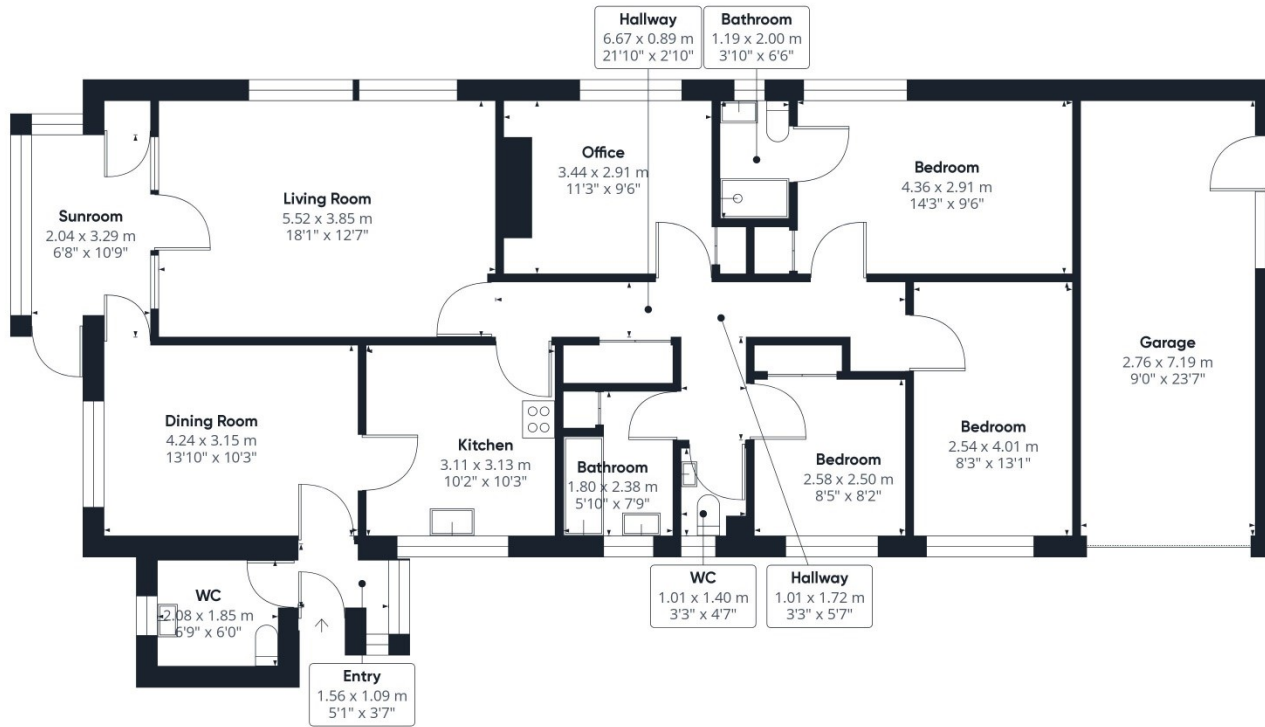 Hallway
6.67 x 0.89 m
21'10" x 2'10"
Bathroom
1.19 x 2.00 m
3'10" x 6'6"
Office
3.44 x 2.91 m
11'3" x 9'6"
Bedroom
4.36 x 2.91 m
14'3" x 9'6"
Living Room
5.52 x 3.85 m
18'1" x 12'7"
Sunroom
2.04 x 3.29 m
6'8" x 10'9"
Garage
2.76 x 7.19 m
9'0" x 23'7"
Dining Room
4.24 x 3.15 m
13'10" x 10'3"
Kitchen
3.11 x 3.13 m
10'2" x 10'3"
Bathroom
1.80 x 2.38 m
5'10" x 7'9"
Bedroom
2.58 x 2.50 m
8'5" x 8'2"
Bedroom
2.54 x 4.01 m
8'3" x 13'1"
WC
2.08 x 1.85 m
6'9" x 6'0"
WC
1.01 x 1.40 m
3'3" x 4'7"
Hallway
1.01 x 1.72 m
3'3" x 5'7"
Entry
1.56 x 1.09 m
5'1" x 3'7"